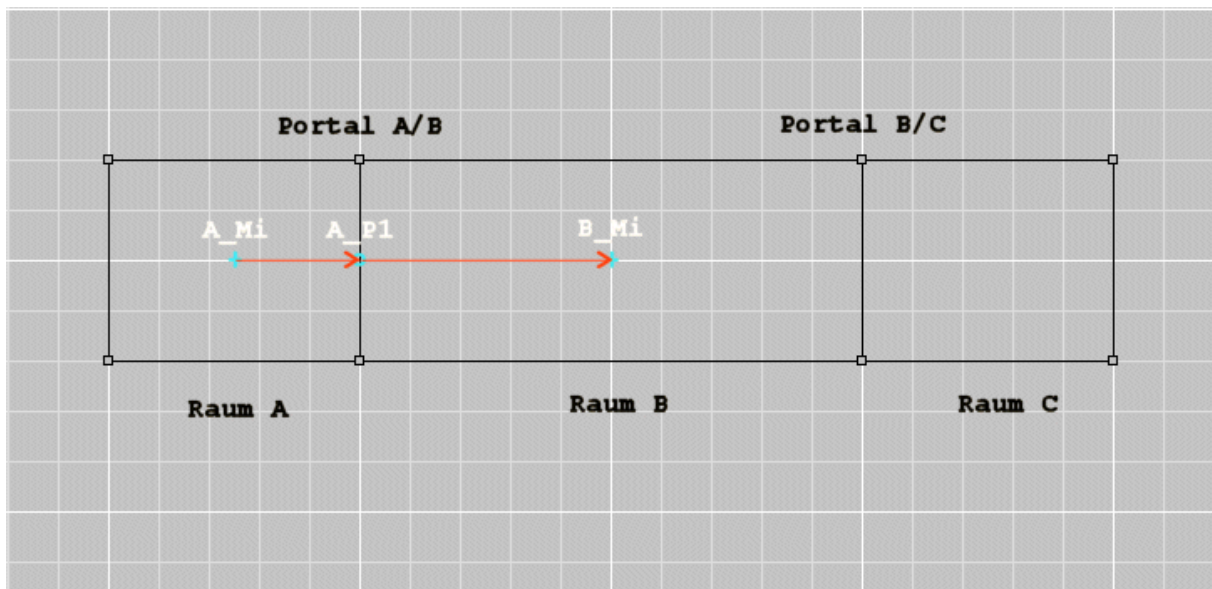 Portal A/B
Portal B/C
A_Mi
A_P1
B_Mi
Raum A
Raum B
Raum C